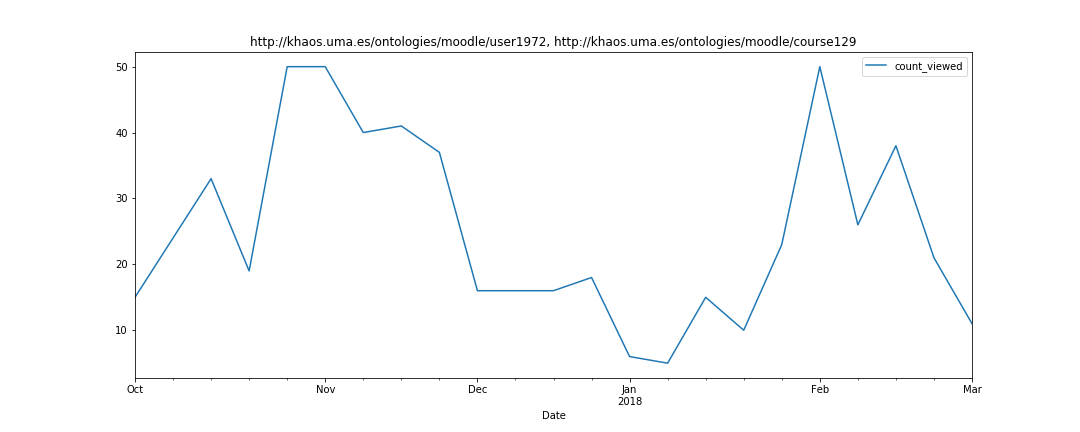 http://khaos.uma.es/ontologies/moodle/user1972, http://khaos.uma.es/ontologies/moodle/course129
count_viewed
50
40
30
20
10
Oct Nov Dec Jan Feb Mar
2018
Date